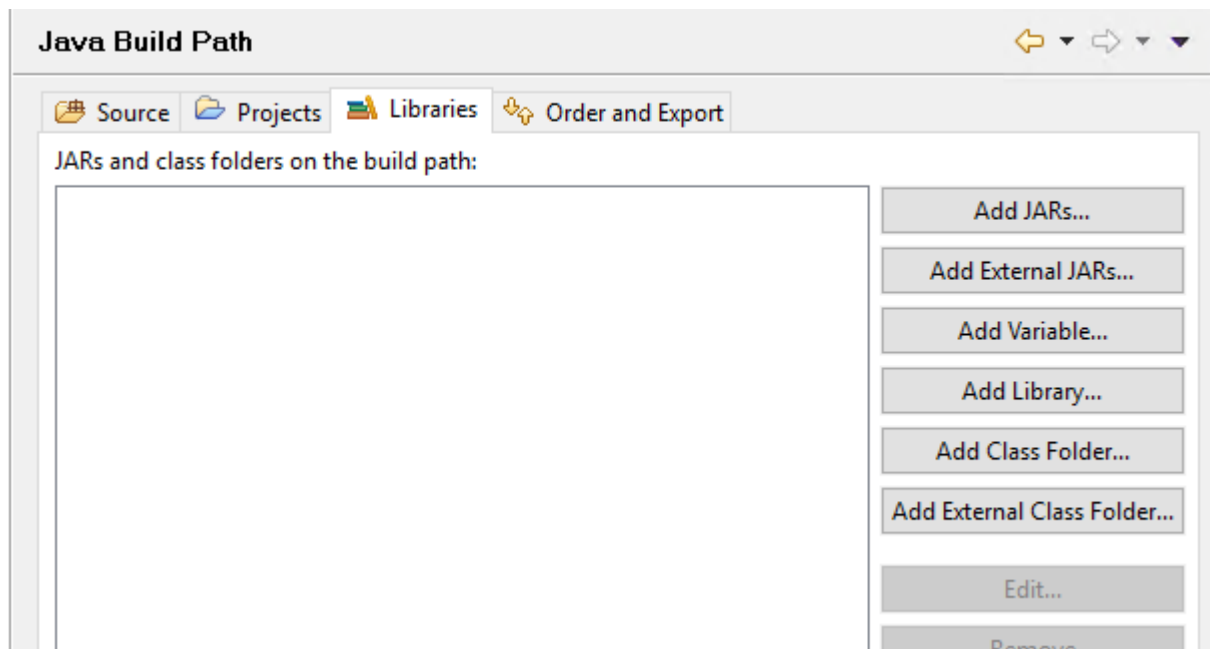 Java Build Path
Source Projects Libraries Order and Export
JARs and class folders on the build path:
Add JARs...
Add External JARs...
Add Variable...
Add Library...
Add Class Folder...
Add External Class Folder...
Edit...
Remove